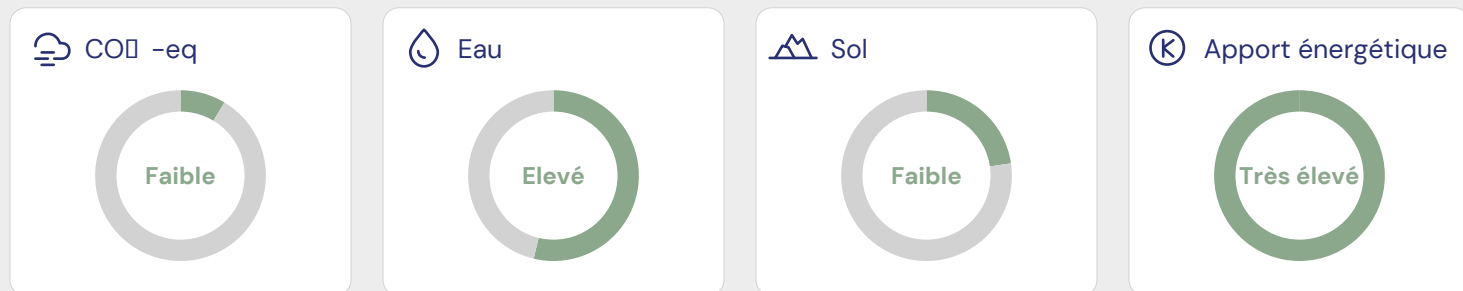 CO▯ -eq
Eau
Sol
Apport énergétique
Faible
Elevé
Faible
Très élevé